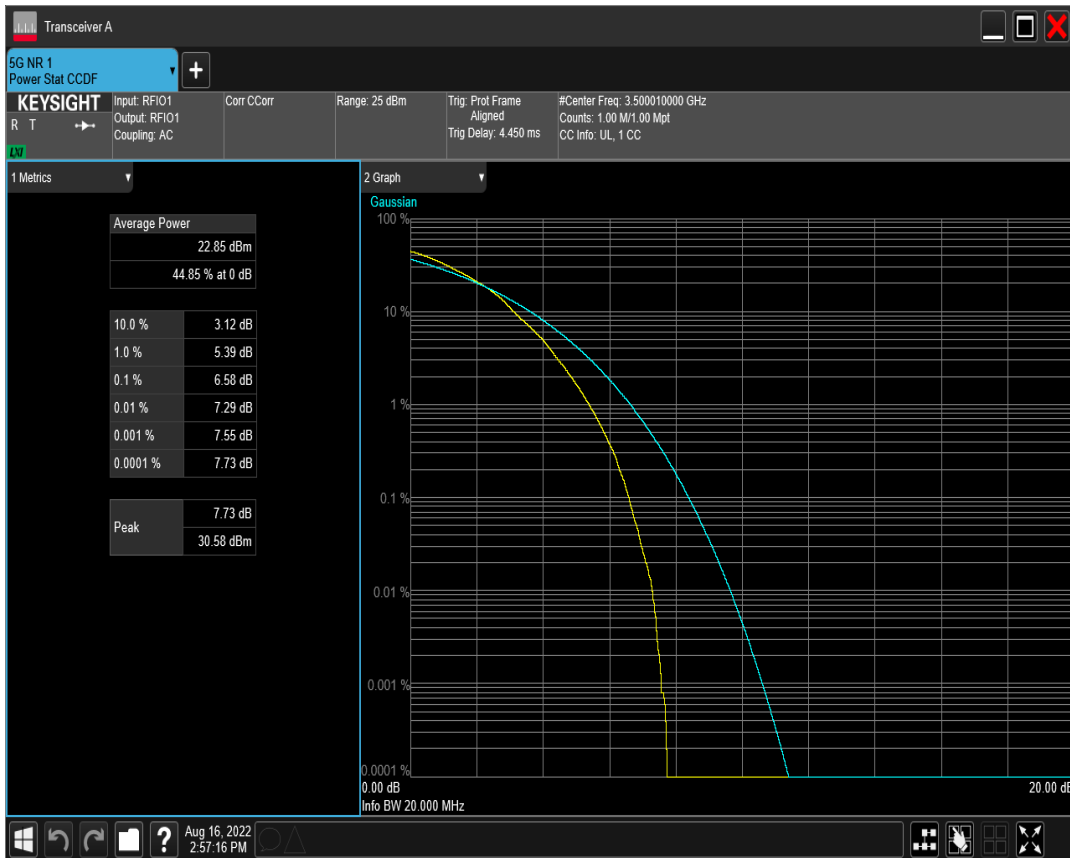 Transceiver A
5G NR 1
Power Stat CCDF
+
KEYSIGHT
R T
LXI
Input: RFIO1
Output: RFIO1
Coupling: AC
Corr CCorr
Range: 25 dBm
Trig: Prot Frame
Aligned
Trig Delay: 4.450 ms
#Center Freq: 3.500010000 GHz
Counts: 1.00 M/1.00 Mpt
CC Info: UL, 1 CC
1 Metrics
Average Power
22.85 dBm
44.85 % at 0 dB
10.0 % 3.12 dB
1.0 % 5.39 dB
0.1 % 6.58 dB
0.01 % 7.29 dB
0.001 % 7.55 dB
0.0001 % 7.73 dB
Peak
7.73 dB
30.58 dBm
2 Graph
Gaussian
100 %
10 %
1 %
0.1 %
0.01 %
0.001 %
0.0001 %
0.00 dB 20.00 dB
Info BW 20.000 MHz
?
Aug 16, 2022
2:57:16 PM